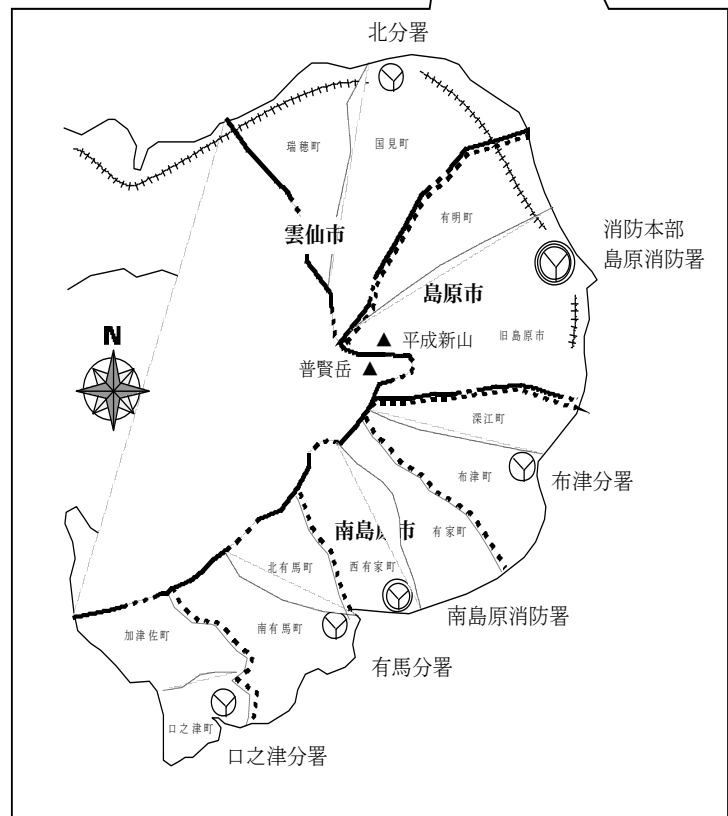 北分署
瑞穂町
国見町
有明町
雲仙市
消防本部
島原消防署
島原市
N
旧島原市
平成新山
普賢岳
深江町
布津町
布津分署
南島原市
有家町
北有馬町
西有家町
南島原消防署
加津佐町
南有馬町
有馬分署
口之津町
口之津分署